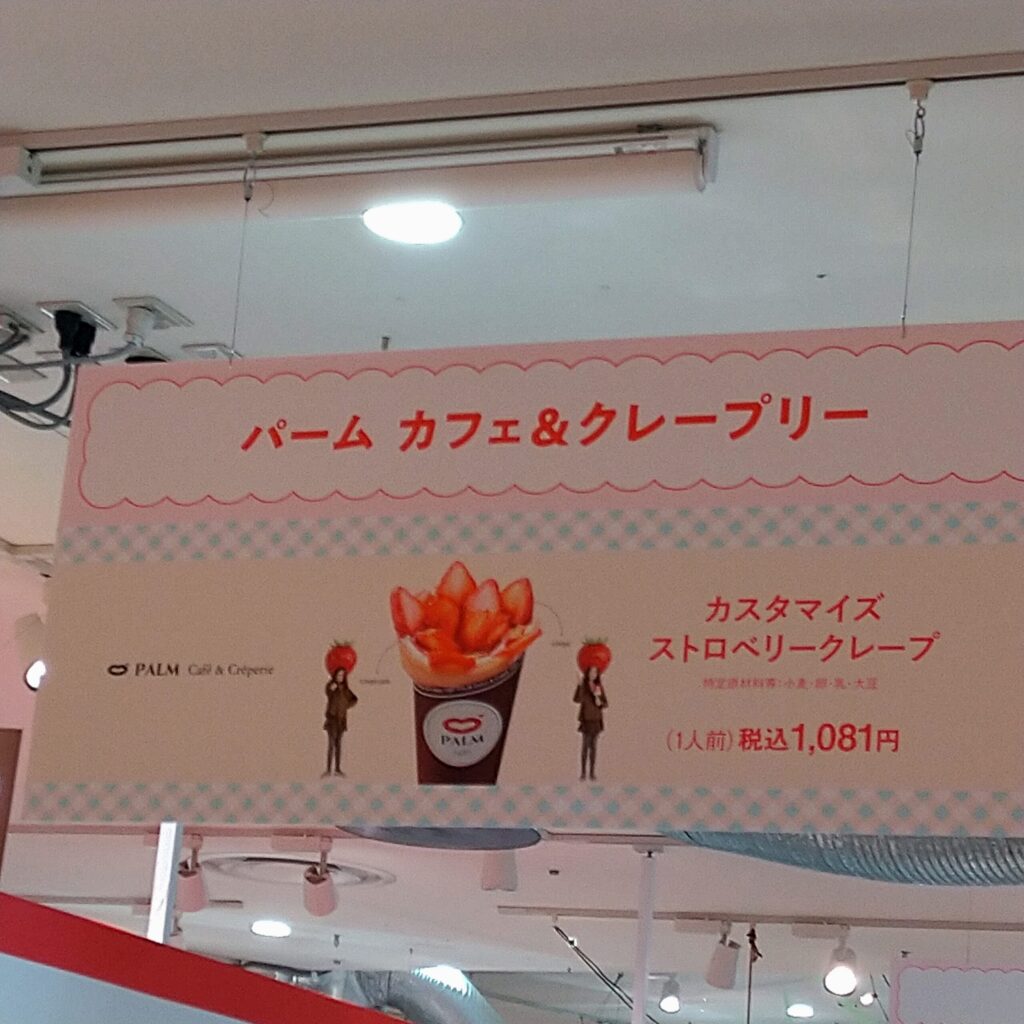 パーム カフェ&クレープリー
PALM Café & Crêperie
PALM
カスタマイズ
ストロベリークレープ
特定原材料等:小麦・卵・乳・大豆
(1人前) 税込1,081円